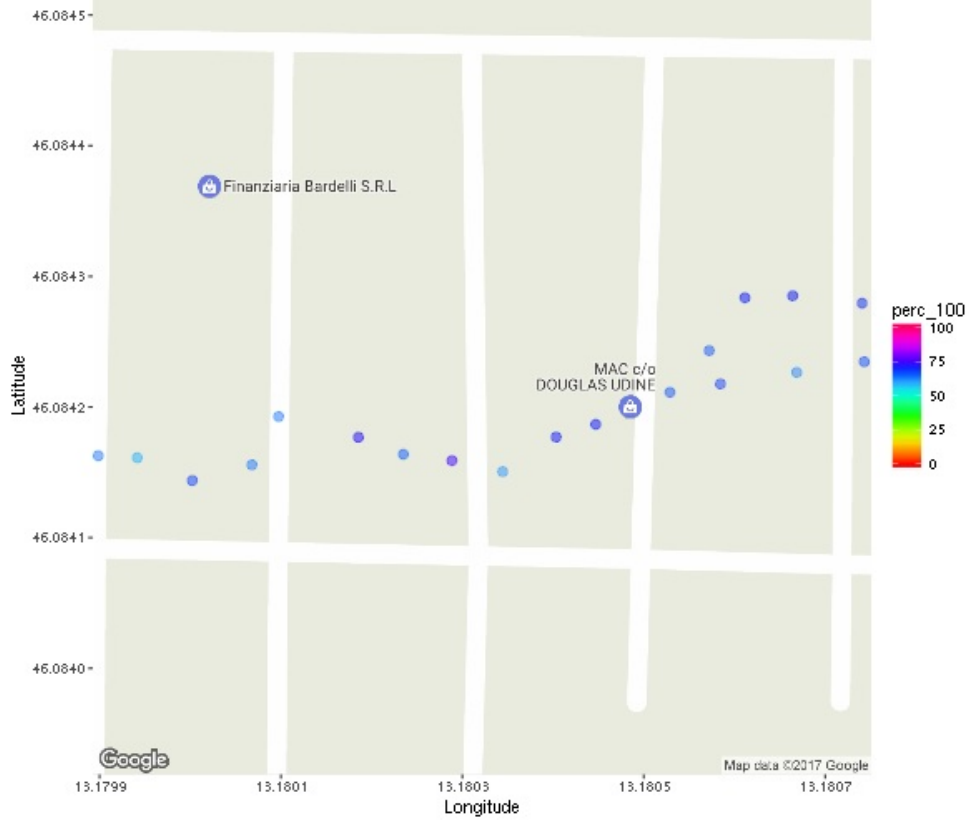 46.0845
46.0844
Finanziaria Bardelli S.R.L
46.0843
perc_100
100
75
50
25
0
MAC c/o
DOUGLAS UDINE
Latitude
46.0842
46.0841
46.0840
Google
Map data ©2017 Google
13.1799
13.1801
13.1803
13.1805
13.1807
Longitude